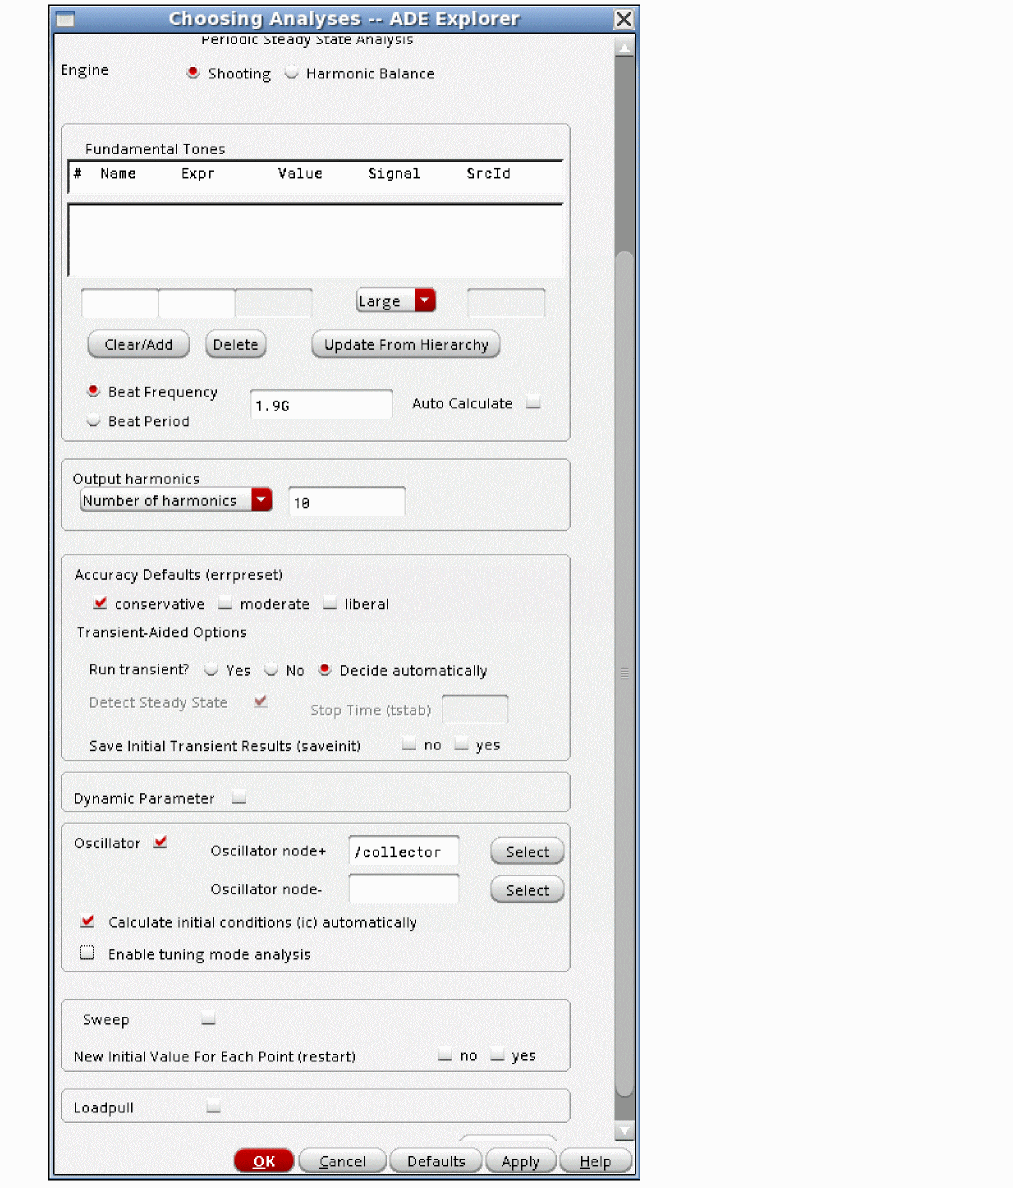 Choosing Analyses -- ADE Explorer
Periodic Steady State Analysis
Engine Shooting Harmonic Balance
Fundamental Tones
# Name Expr Value Signal SrcId
Large
Clear/Add Delete Update From Hierarchy
Beat Frequency
1.9G Auto Calculate
Beat Period
Output harmonics
Number of harmonics 10
Accuracy Defaults (errpreset)
conservative moderate liberal
Transient-Aided Options
Run transient? Yes No Decide automatically
Detect Steady State Stop Time (tstab)
Save Initial Transient Results (saveinit) no yes
Dynamic Parameter
Oscillator Oscillator node+ /collector Select
Oscillator node- Select
Calculate initial conditions (ic) automatically
Enable tuning mode analysis
Sweep
New Initial Value For Each Point (restart) no yes
Loadpull
OK Cancel Defaults Apply Help